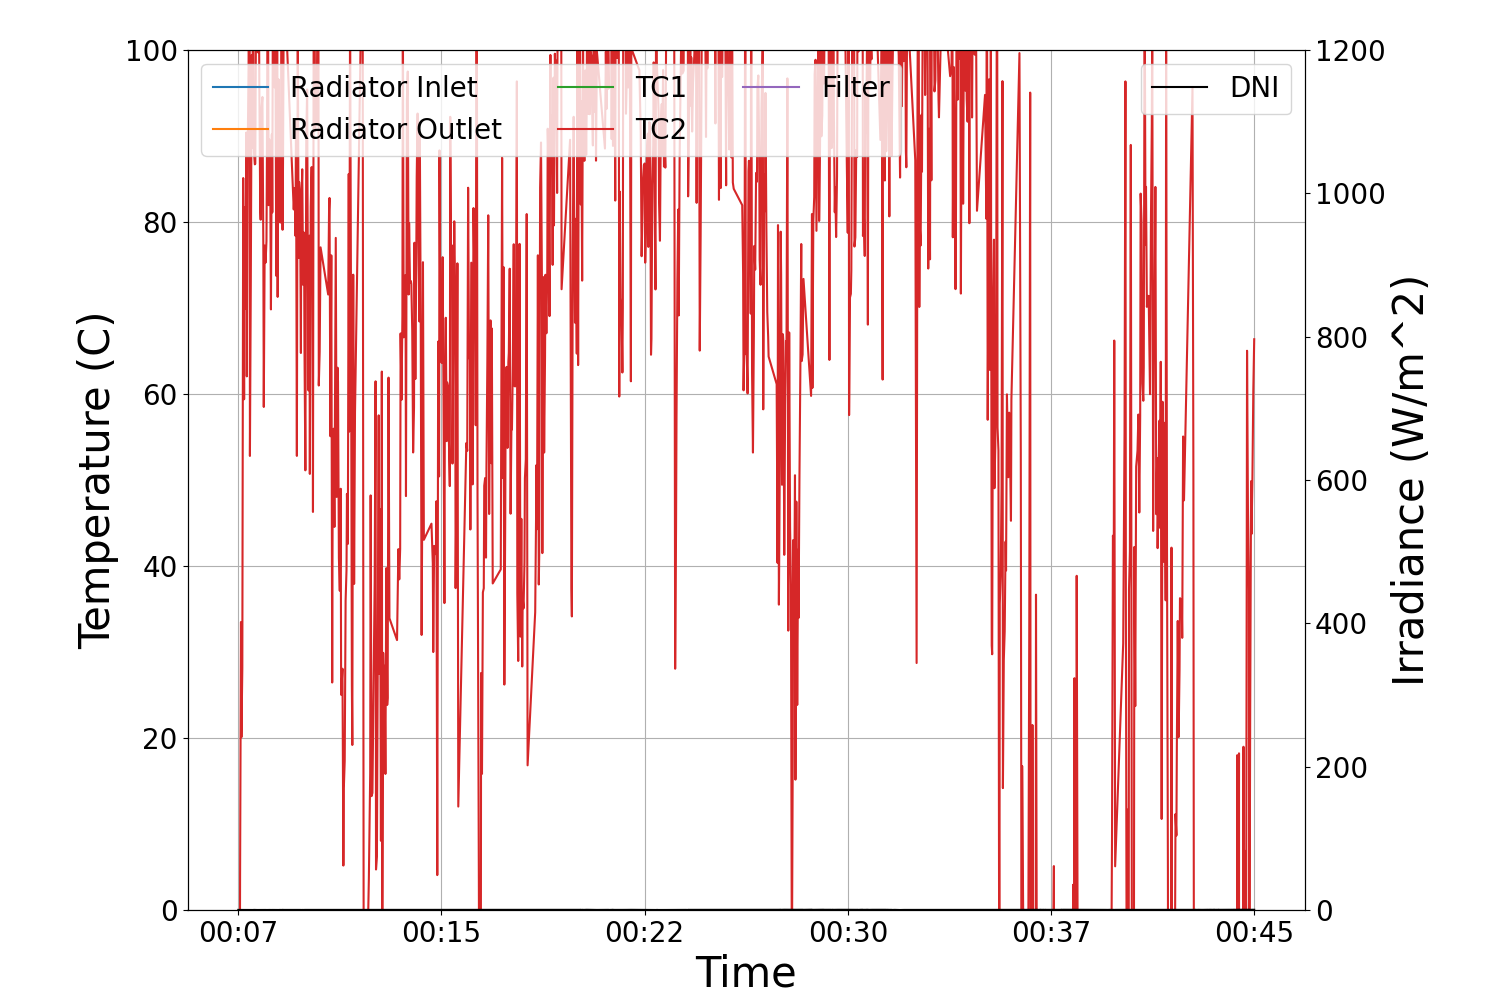 Radiator Inlet
Radiator Outlet
TC1
TC2
Filter
DNI
100
80
60
40
20
0
Temperature (C)
1200
1000
800
600
400
200
0
Irradiance (W/m^2)
00:07
00:15
00:22
00:30
00:37
00:45
Time